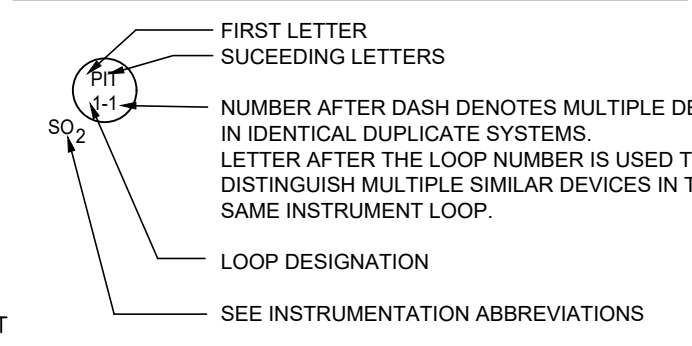 FIRST LETTER
SUCEEDING LETTERS
PIT
1-1
SO2
NUMBER AFTER DASH DENOTES MULTIPLE
IN IDENTICAL DUPLICATE SYSTEMS.
LETTER AFTER THE LOOP NUMBER IS USED
DISTINGUISH MULTIPLE SIMILAR DEVICES IN
SAME INSTRUMENT LOOP.
LOOP DESIGNATION
SEE INSTRUMENTATION ABBREVIATIONS